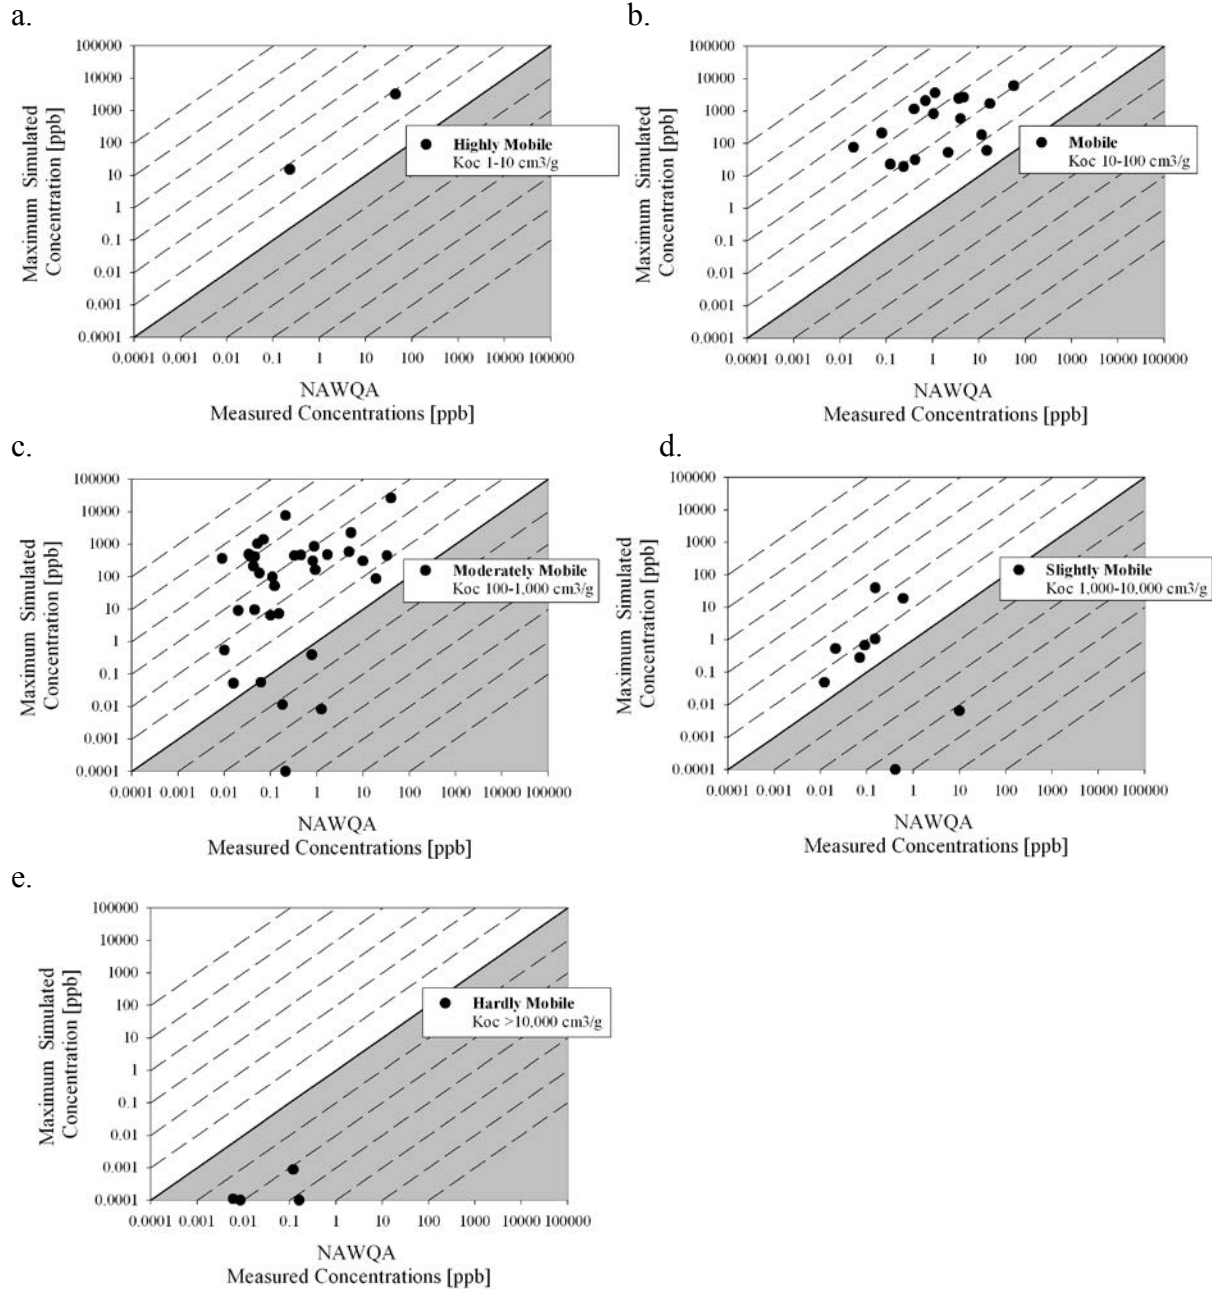 a.
100000
10000
1000
100
10
1
0.1
0.01
0.001
0.0001
Maximum Simulated
Concentration [ppb]
Highly Mobile
Koc 1-10 cm3/g
0.0001 0.001 0.01 0.1 1 10 100 1000 10000 100000
NAWQA
Measured Concentrations [ppb]
b.
100000
10000
1000
100
10
1
0.1
0.01
0.001
0.0001
Maximum Simulated
Concentration [ppb]
Mobile
Koc 10-100 cm3/g
0.0001 0.001 0.01 0.1 1 10 100 1000 10000 100000
NAWQA
Measured Concentrations [ppb]
c.
100000
10000
1000
100
10
1
0.1
0.01
0.001
0.0001
Maximum Simulated
Concentration [ppb]
Moderately Mobile
Koc 100-1,000 cm3/g
0.0001 0.001 0.01 0.1 1 10 100 1000 10000 100000
NAWQA
Measured Concentrations [ppb]
d.
100000
10000
1000
100
10
1
0.1
0.01
0.001
0.0001
Maximum Simulated
Concentration [ppb]
Slightly Mobile
Koc 1,000-10,000 cm3/g
0.0001 0.001 0.01 0.1 1 10 100 1000 10000 100000
NAWQA
Measured Concentrations [ppb]
e.
100000
10000
1000
100
10
1
0.1
0.01
0.001
0.0001
Maximum Simulated
Concentration [ppb]
Hardly Mobile
Koc >10,000 cm3/g
0.0001 0.001 0.01 0.1 1 10 100 1000 10000 100000
NAWQA
Measured Concentrations [ppb]